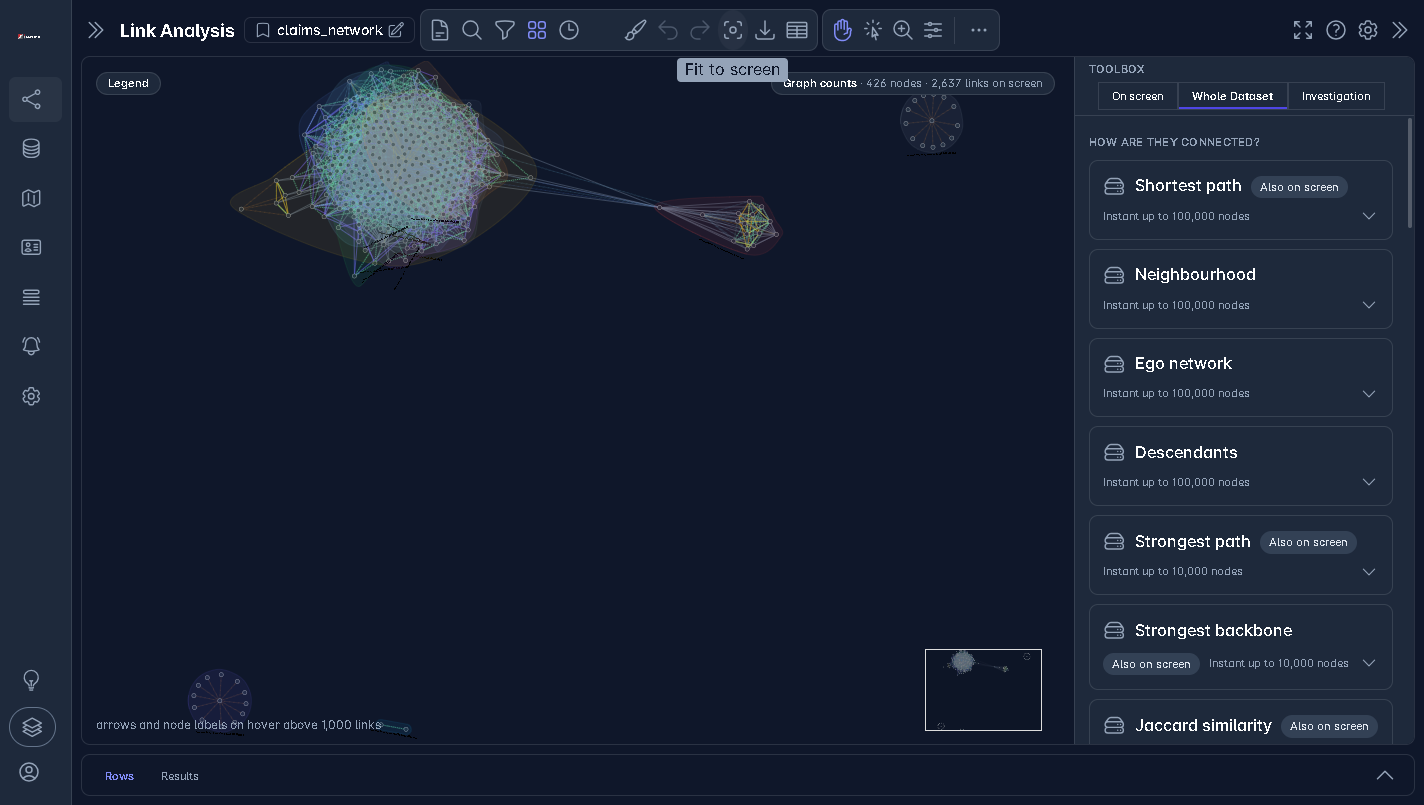 Link Analysis
claims_network
Fit to screen
Legend
Graph counts · 426 nodes · 2,637 links on screen
arrows and node labels on hover above 1,000 links
TOOLBOX
On screen
Whole Dataset
Investigation
HOW ARE THEY CONNECTED?
Shortest path
Also on screen
Instant up to 100,000 nodes
Neighbourhood
Instant up to 100,000 nodes
Ego network
Instant up to 100,000 nodes
Descendants
Instant up to 100,000 nodes
Strongest path
Also on screen
Instant up to 10,000 nodes
Strongest backbone
Also on screen
Instant up to 10,000 nodes
Jaccard similarity
Also on screen
Rows
Results